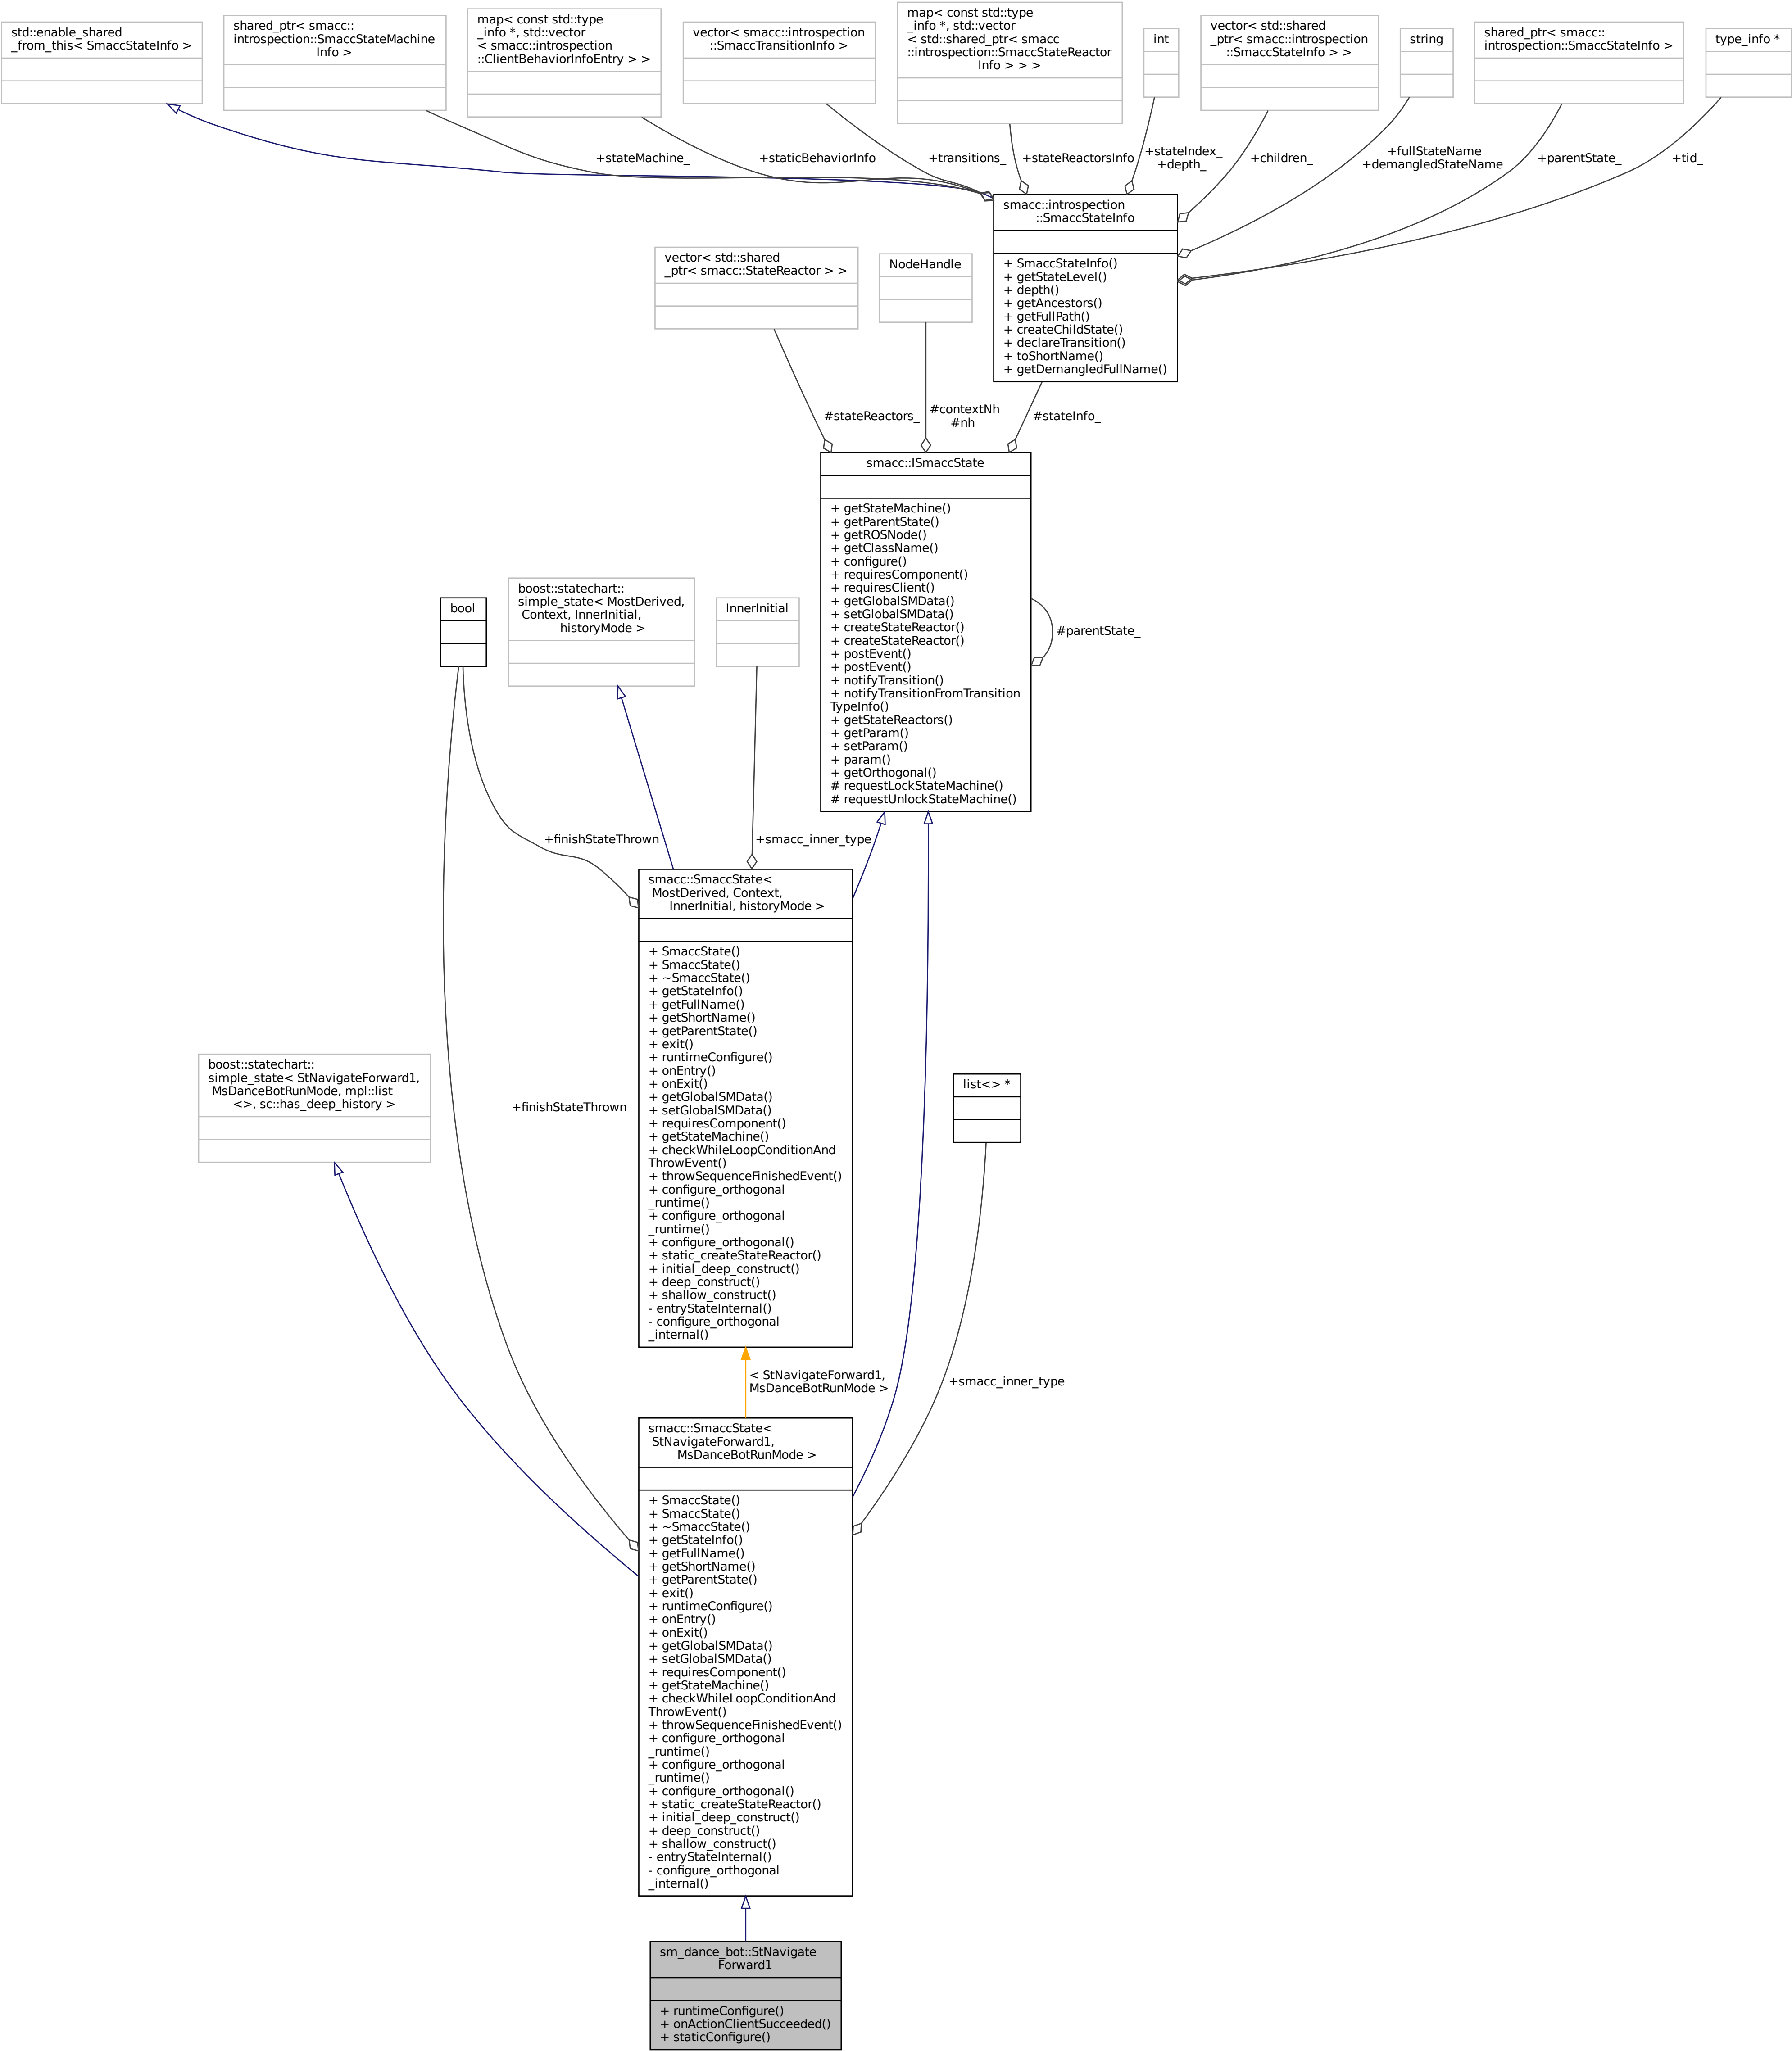 std::enable_shared
_from_this< SmaccStateInfo >
shared_ptr< smacc::
introspection::SmaccStateMachine
Info >
map< const std::type
_info *, std::vector
< smacc::introspection
::ClientBehaviorInfoEntry > >
vector< smacc::introspection
::SmaccTransitionInfo >
map< const std::type
_info *, std::vector
< std::shared_ptr< smacc
::introspection::SmaccStateReactor
Info > > >
int
vector< std::shared
_ptr< smacc::introspection
::SmaccStateInfo > >
string
shared_ptr< smacc::
introspection::SmaccStateInfo >
type_info *
+stateMachine_
+staticBehaviorInfo
+transitions_
+stateReactorsInfo
+stateIndex_
+depth_
+children_
+fullStateName
+demangledStateName
+parentState_
+tid_
smacc::introspection
::SmaccStateInfo
+ SmaccStateInfo()
+ getStateLevel()
+ depth()
+ getAncestors()
+ getFullPath()
+ createChildState()
+ declareTransition()
+ toShortName()
+ getDemangledFullName()
vector< std::shared
_ptr< smacc::StateReactor > >
NodeHandle
#stateReactors_
#contextNh
#nh
#stateInfo_
smacc::ISmaccState
+ getStateMachine()
+ getParentState()
+ getROSNode()
+ getClassName()
+ configure()
+ requiresComponent()
+ requiresClient()
+ getGlobalSMData()
+ setGlobalSMData()
+ createStateReactor()
+ createStateReactor()
+ postEvent()
+ postEvent()
+ notifyTransition()
+ notifyTransitionFromTransition
TypeInfo()
+ getStateReactors()
+ getParam()
+ setParam()
+ param()
+ getOrthogonal()
# requestLockStateMachine()
# requestUnlockStateMachine()
#parentState_
bool
boost::statechart::
simple_state< MostDerived,
Context, InnerInitial,
historyMode >
InnerInitial
+finishStateThrown
+smacc_inner_type
smacc::SmaccState<
MostDerived, Context,
InnerInitial, historyMode >
+ SmaccState()
+ SmaccState()
+ ~SmaccState()
+ getStateInfo()
+ getFullName()
+ getShortName()
+ getParentState()
+ exit()
+ runtimeConfigure()
+ onEntry()
+ onExit()
+ getGlobalSMData()
+ setGlobalSMData()
+ requiresComponent()
+ getStateMachine()
+ checkWhileLoopConditionAnd
ThrowEvent()
+ throwSequenceFinishedEvent()
+ configure_orthogonal
_runtime()
+ configure_orthogonal
_runtime()
+ configure_orthogonal()
+ static_createStateReactor()
+ initial_deep_construct()
+ deep_construct()
+ shallow_construct()
- entryStateInternal()
- configure_orthogonal
_internal()
boost::statechart::
simple_state< StNavigateForward1,
MsDanceBotRunMode, mpl::list
<>, sc::has_deep_history >
+finishStateThrown
list<> *
< StNavigateForward1,
MsDanceBotRunMode >
+smacc_inner_type
smacc::SmaccState<
StNavigateForward1,
MsDanceBotRunMode >
+ SmaccState()
+ SmaccState()
+ ~SmaccState()
+ getStateInfo()
+ getFullName()
+ getShortName()
+ getParentState()
+ exit()
+ runtimeConfigure()
+ onEntry()
+ onExit()
+ getGlobalSMData()
+ setGlobalSMData()
+ requiresComponent()
+ getStateMachine()
+ checkWhileLoopConditionAnd
ThrowEvent()
+ throwSequenceFinishedEvent()
+ configure_orthogonal
_runtime()
+ configure_orthogonal
_runtime()
+ configure_orthogonal()
+ static_createStateReactor()
+ initial_deep_construct()
+ deep_construct()
+ shallow_construct()
- entryStateInternal()
- configure_orthogonal
_internal()
sm_dance_bot::StNavigate
Forward1
+ runtimeConfigure()
+ onActionClientSucceeded()
+ staticConfigure()